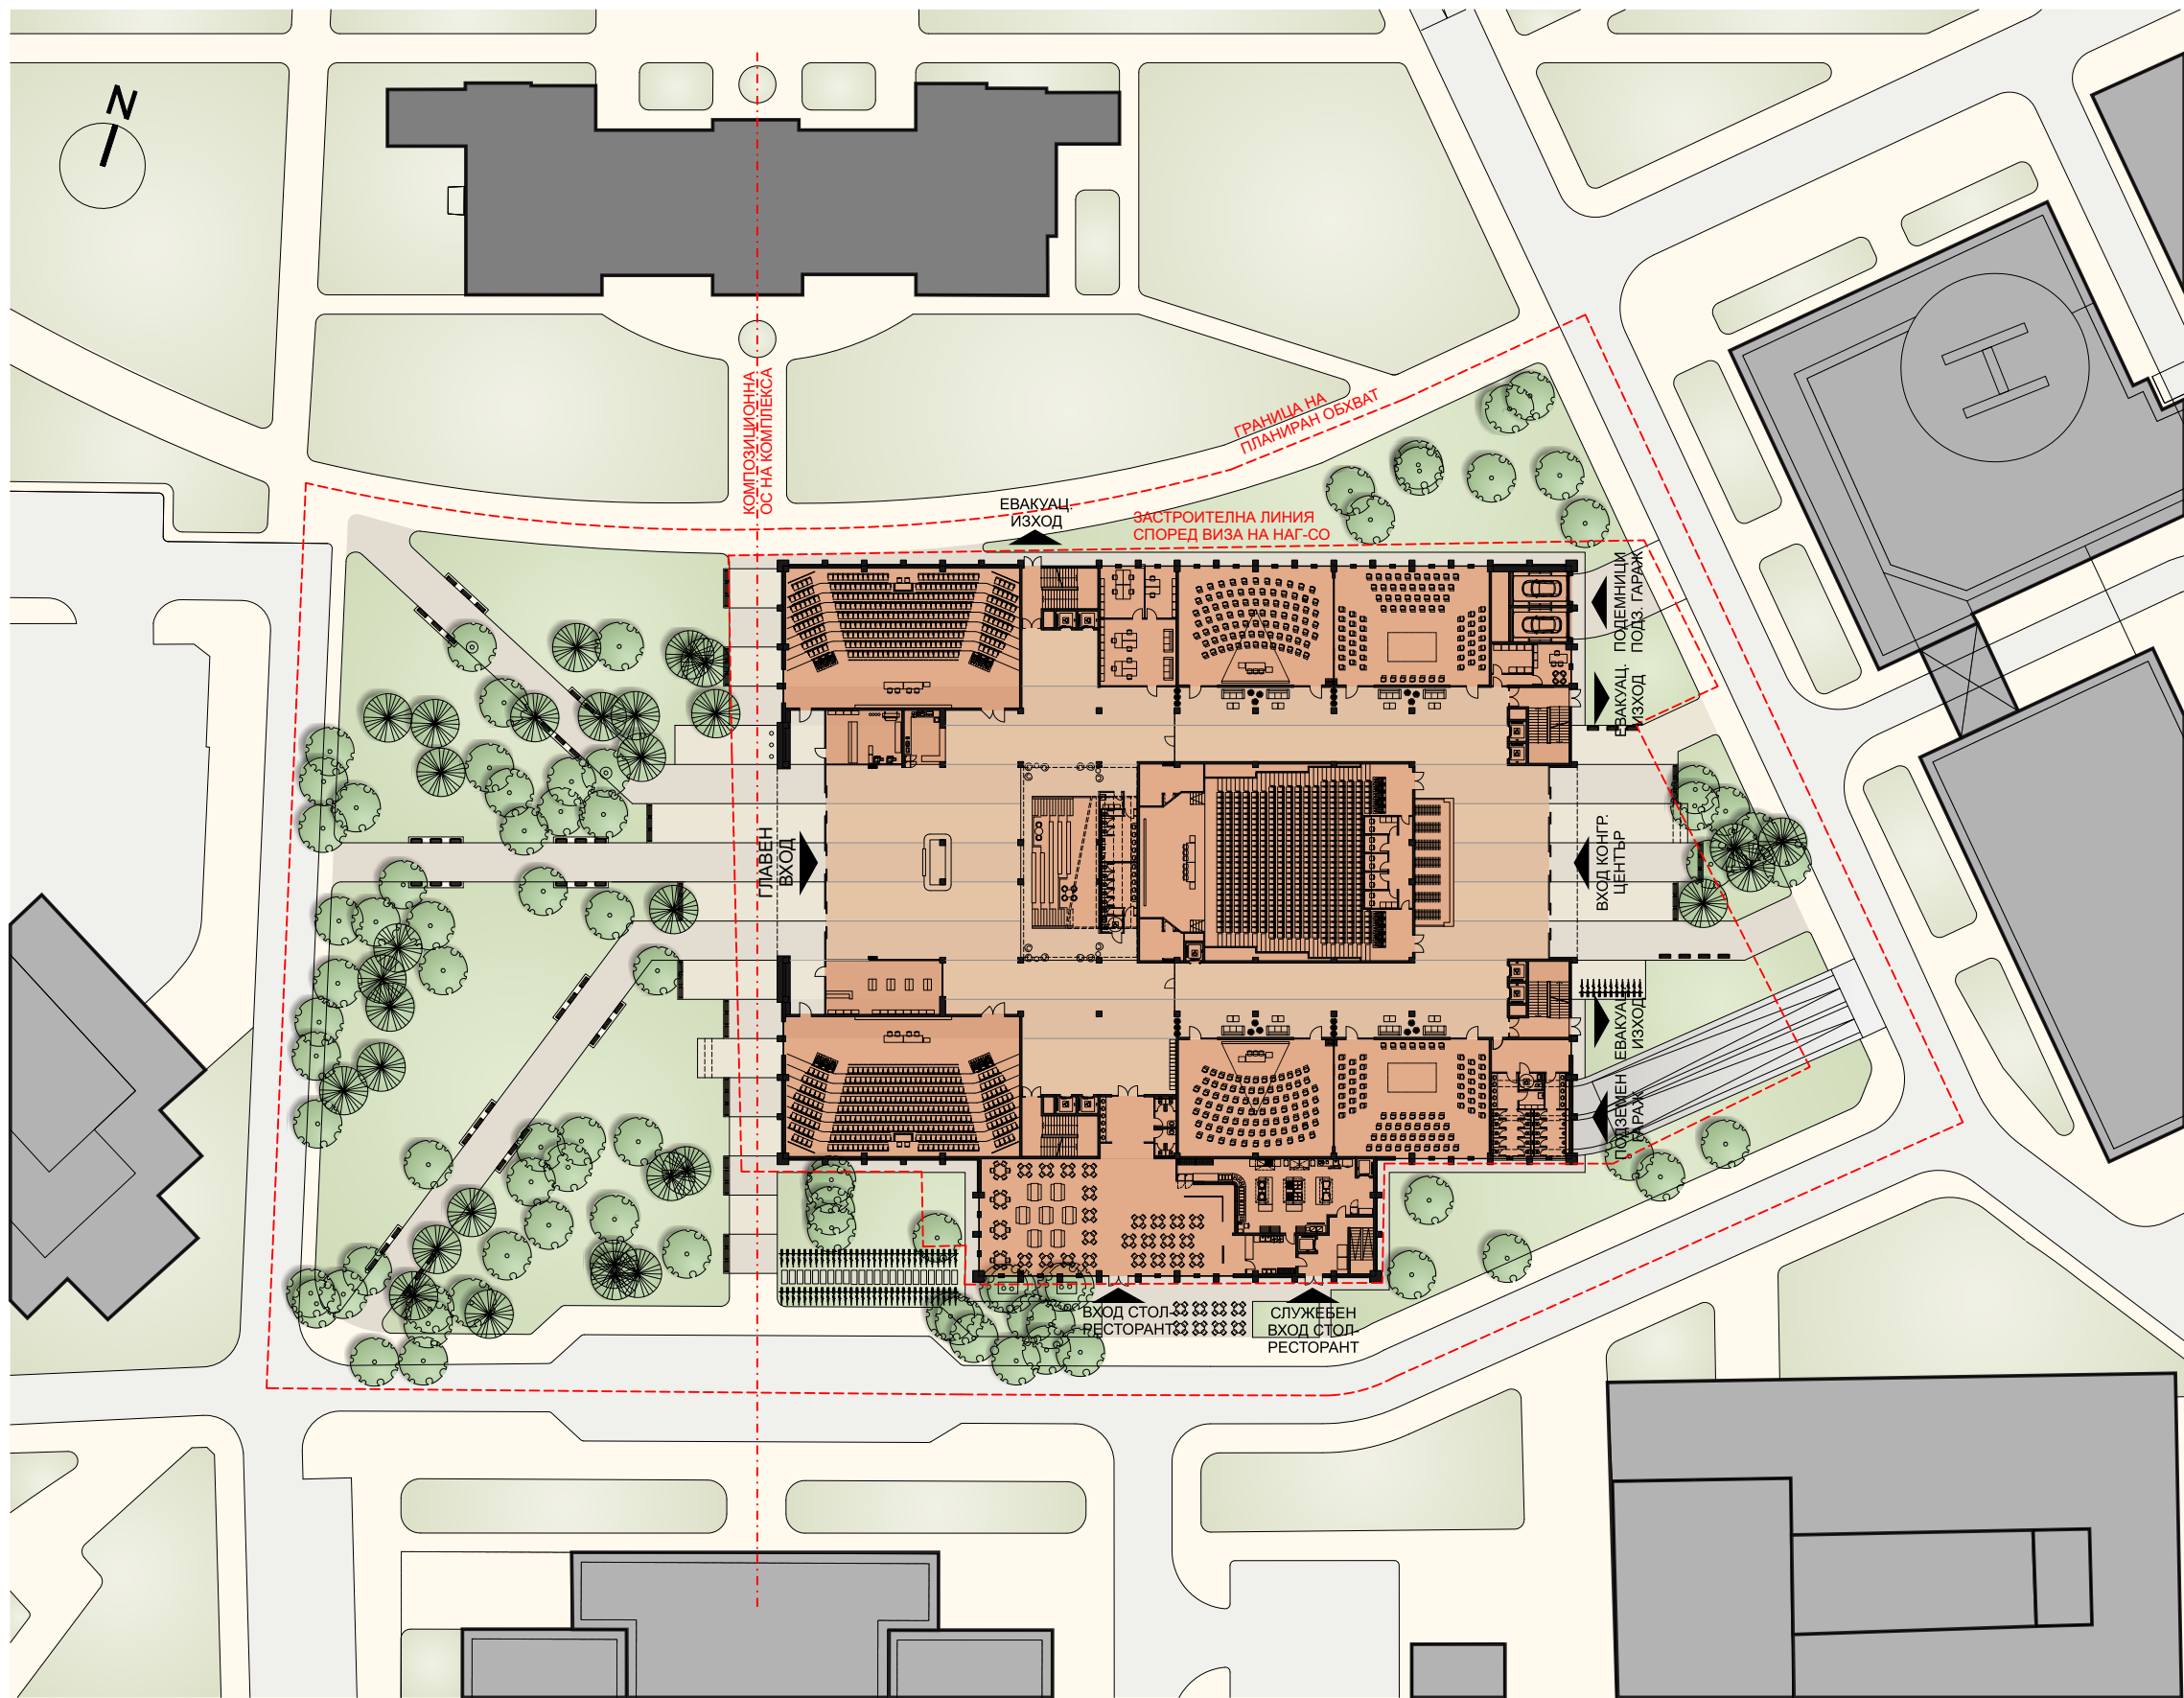 N
КОМПОЗИЦИОННА
ОС НА КОМПЛЕКСА
ГРАНИЦА НА
ПЛАНИРАН ОБХВАТ
ЕВАКУАЦ.
ИЗХОД
ЗАСТРОИТЕЛНА ЛИНИЯ
СПОРЕД ВИЗА НА НАГ-СО
ПОДЕМНИЦИ
ПОДЗ. ГАРАЖ
ЕВАКУАЦ.
ИЗХОД
ГЛАВЕН
ВХОД
ВХОД КОНГР.
ЦЕНТЪР
ЕВАКУАЦ.
ИЗХОД
ПОДЗЕМЕН
ГАРАЖ
ВХОД СТОЛ-
РЕСТОРАНТ
СЛУЖЕБЕН
ВХОД СТОЛ-
РЕСТОРАНТ